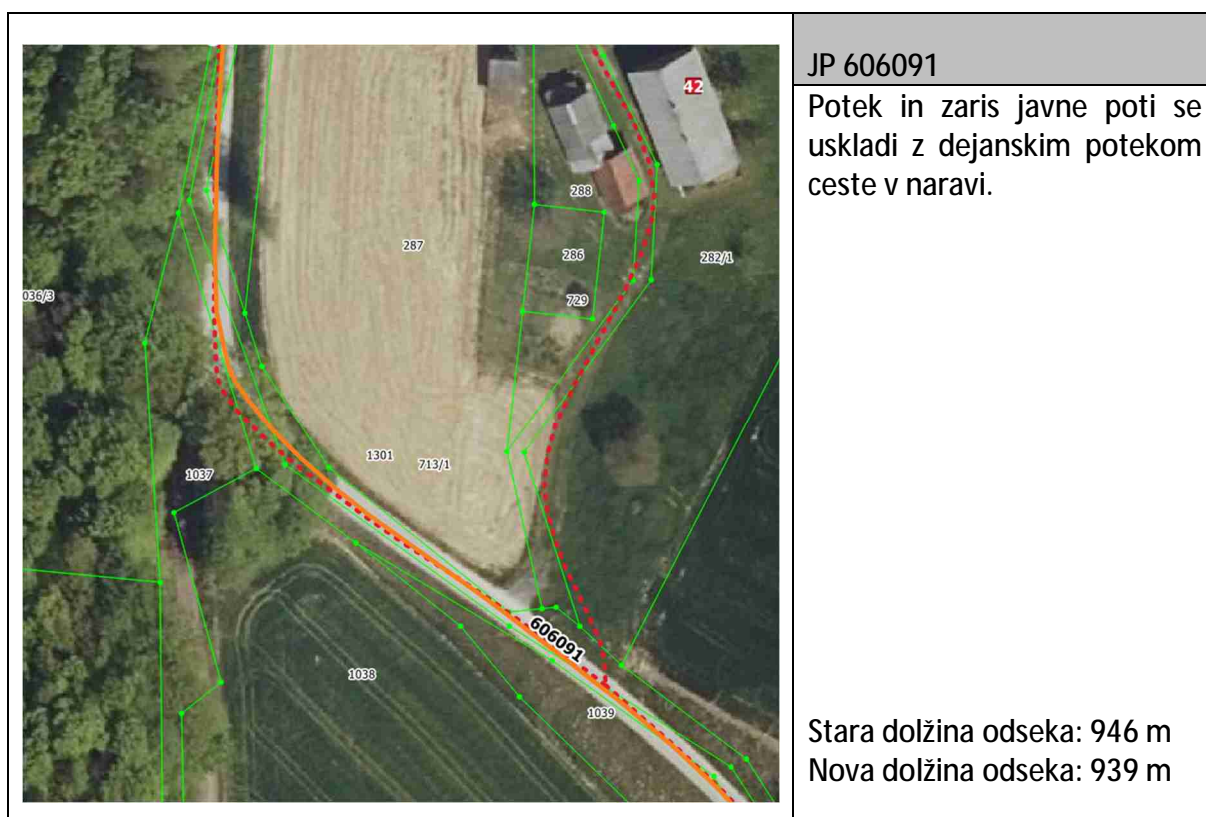 JP 606091
Potek in zaris javne poti se
uskladi z dejanskim potekom
ceste v naravi.
Stara dolžina odseka: 946 m
Nova dolžina odseka: 939 m
42
288
287
286
282/1
036/3
729
1301
713/1
1037
606091
1038
1039